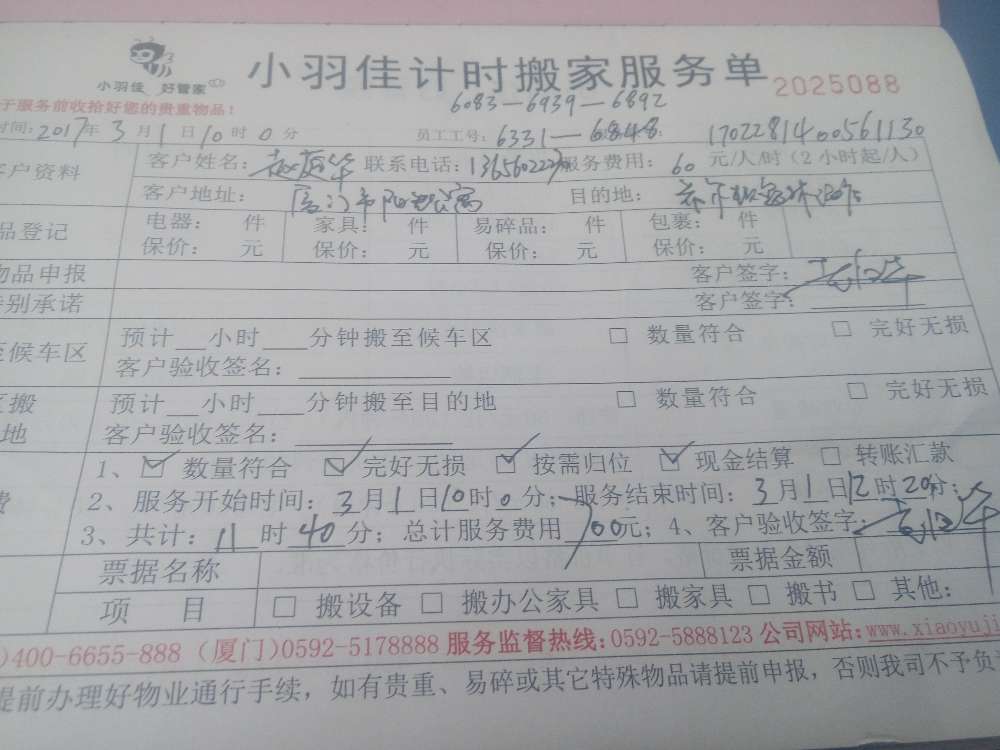 小羽佳 好管家
小羽佳计时搬家服务单 2025088
于服务前收拾好您的贵重物品!
6083-6939-6892
时间: 2017年3月1日10时0分 员工工号: 6331-6848 1702281400561130
客户资料 客户姓名: 联系电话: 服务费用: 60 元/人/时 (2小时起/人)
客户地址: 厦门市 目的地:
品登记 电器: 件 家具: 件 易碎品: 件 包裹: 件
保价: 元 保价: 元 保价: 元 保价: 元
物品申报 客户签字:
特别承诺 客户签字:
至候车区 预计 小时 分钟搬至候车区 □ 数量符合 □ 完好无损
客户验收签名:
区搬 地 预计 小时 分钟搬至目的地 □ 数量符合 □ 完好无损
客户验收签名:
费 1、☑ 数量符合 ☑ 完好无损 ☑ 按需归位 ☑ 现金结算 □ 转账汇款
2、服务开始时间: 3月1日10时0分; 服务结束时间: 3月1日12时20分;
3、共计: 11时40分; 总计服务费用 700元; 4、客户验收签字:
票据名称 票据金额
项 目 □ 搬设备 □ 搬办公家具 □ 搬家具 □ 搬书 □ 其他:
)400-6655-888 (厦门)0592-5178888 服务监督热线: 0592-5888123 公司网站: www.xiaoyuji
提前办理好物业通行手续, 如有贵重、易碎或其它特殊物品请提前申报, 否则我司不予负